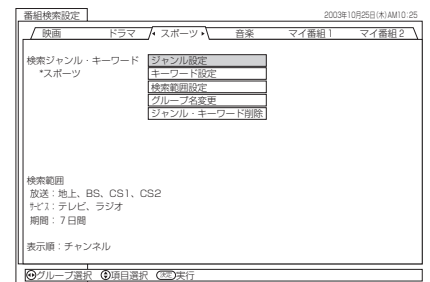 番組検索設定 2003年10月25日(木)AM10:25
映画 ドラマ スポーツ 音楽 マイ番組1 マイ番組2
検索ジャンル・キーワード ジャンル設定
*スポーツ キーワード設定
検索範囲設定
グループ名変更
ジャンル・キーワード削除
検索範囲
放送:地上、BS、CS1、CS2
サービス:テレビ、ラジオ
期間:7日間
表示順:チャンネル
グループ選択 項目選択 決定 実行